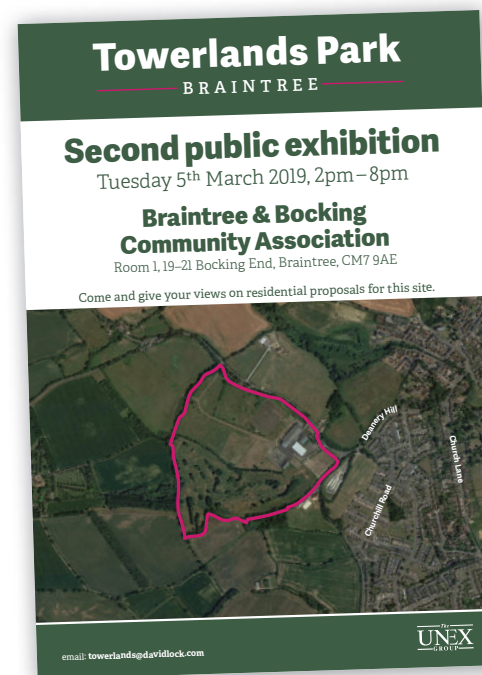 Towerlands Park
BRAINTREE
Second public exhibition
Tuesday 5th March 2019, 2pm–8pm
Braintree & Bocking
Community Association
Room 1, 19–21 Bocking End, Braintree, CM7 9AE
Come and give your views on residential proposals for this site.
Deanery Hill
Church Lane
Churchill Road
email: towerlands@davidlock.com
The
UNEX
GROUP